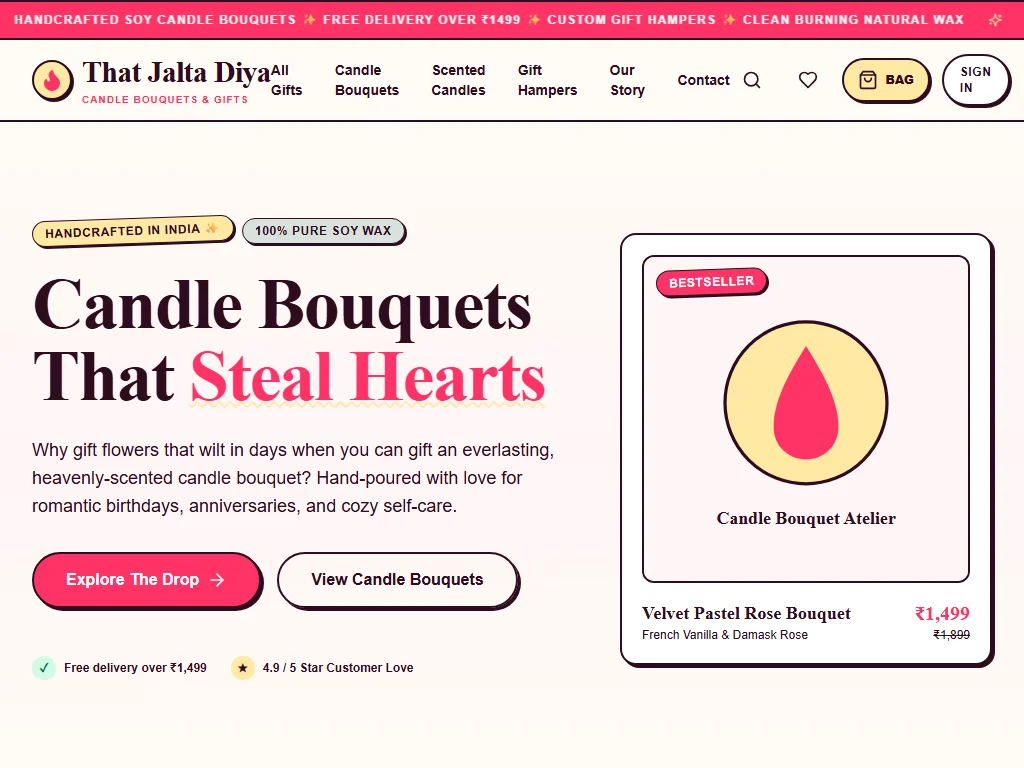 HANDCRAFTED SOY CANDLE BOUQUETS ✨ FREE DELIVERY OVER ₹1499 ✨ CUSTOM GIFT HAMPERS ✨ CLEAN BURNING NATURAL WAX
That Jalta Diya
CANDLE BOUQUETS & GIFTS
All Gifts
Candle Bouquets
Scented Candles
Gift Hampers
Our Story
Contact
BAG
SIGN IN
HANDCRAFTED IN INDIA ✨
100% PURE SOY WAX
Candle Bouquets
That Steal Hearts
Why gift flowers that wilt in days when you can gift an everlasting,
heavenly-scented candle bouquet? Hand-poured with love for
romantic birthdays, anniversaries, and cozy self-care.
Explore The Drop →
View Candle Bouquets
✓ Free delivery over ₹1,499
★ 4.9 / 5 Star Customer Love
BESTSELLER
Candle Bouquet Atelier
Velvet Pastel Rose Bouquet ₹1,499
French Vanilla & Damask Rose ₹1,899